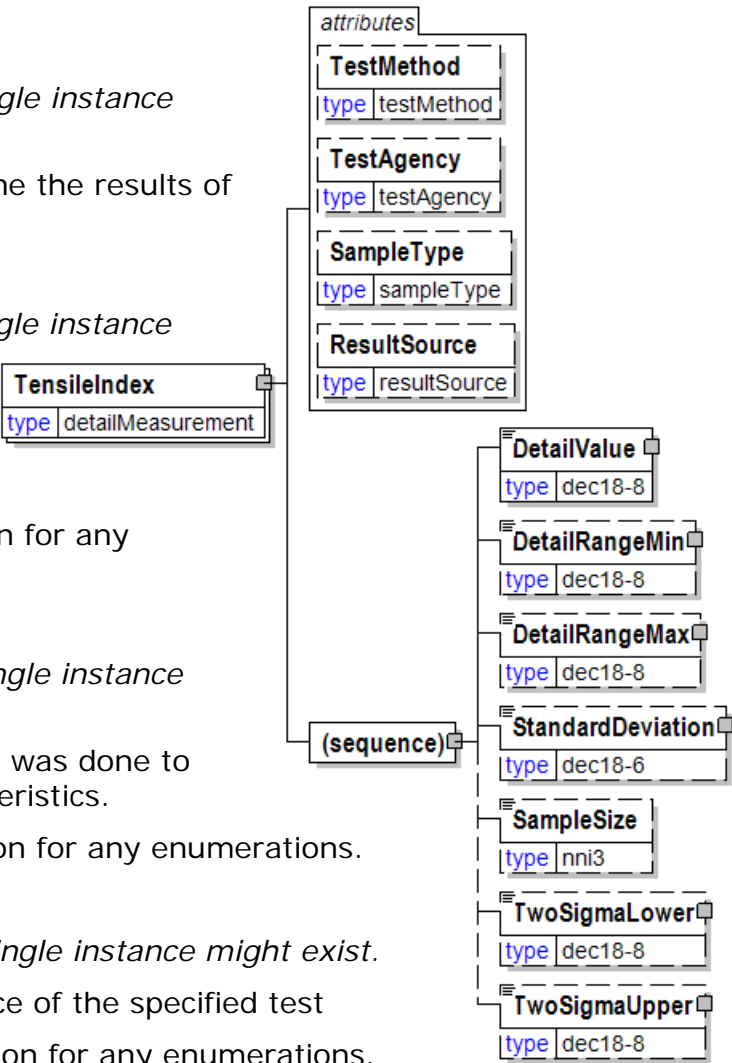 gle instance
ne the results of
gle instance
n for any
ngle instance
was done to
eristics.
on for any enumerations.
ingle instance might exist.
ce of the specified test
on for any enumerations.
TensileIndex
type detailMeasurement
attributes
TestMethod
type testMethod
TestAgency
type testAgency
SampleType
type sampleType
ResultSource
type resultSource
(sequence)
DetailValue
type dec18-8
DetailRangeMin
type dec18-8
DetailRangeMax
type dec18-8
StandardDeviation
type dec18-6
SampleSize
type nni3
TwoSigmaLower
type dec18-8
TwoSigmaUpper
type dec18-8